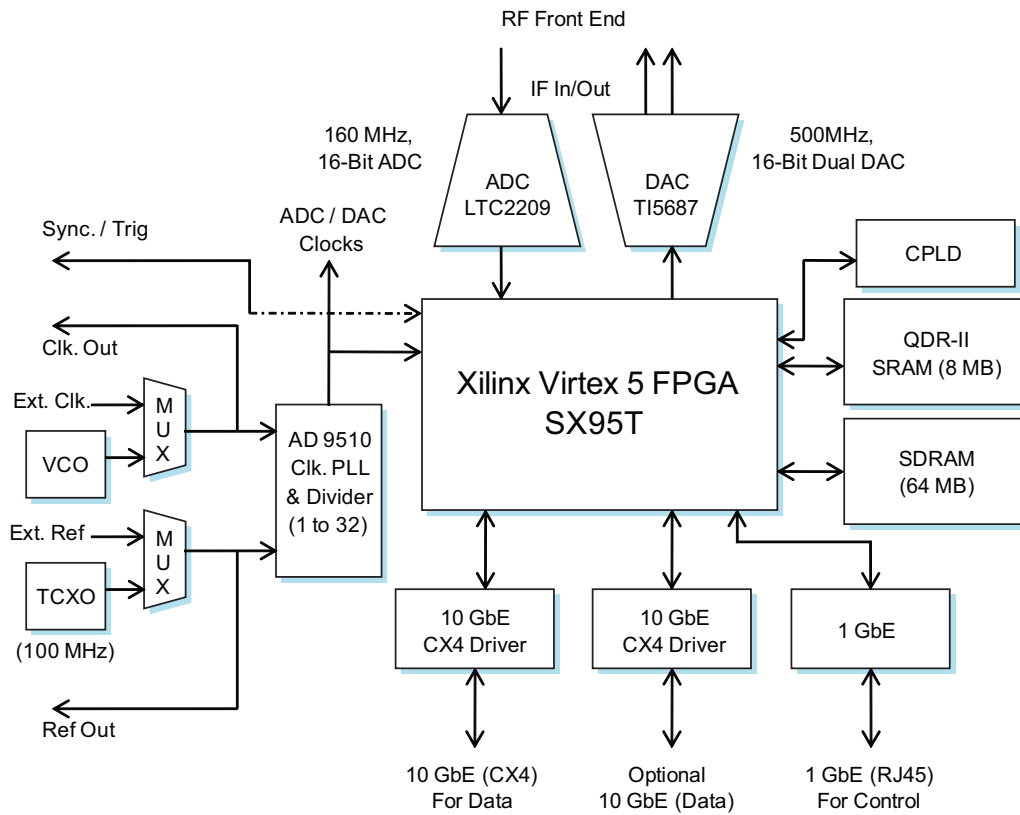 RF Front End
IF In/Out
160 MHz,
16-Bit ADC
ADC
LTC2209
DAC
TI5687
500MHz,
16-Bit Dual DAC
Sync. / Trig
ADC / DAC
Clocks
CPLD
Clk. Out
QDR-II
SRAM (8 MB)
Xilinx Virtex 5 FPGA
SX95T
Ext. Clk.
MUX
VCO
AD 9510
Clk. PLL
& Divider
(1 to 32)
SDRAM
(64 MB)
Ext. Ref
MUX
TCXO
(100 MHz)
Ref Out
10 GbE
CX4 Driver
10 GbE
CX4 Driver
1 GbE
10 GbE (CX4)
For Data
Optional
10 GbE (Data)
1 GbE (RJ45)
For Control